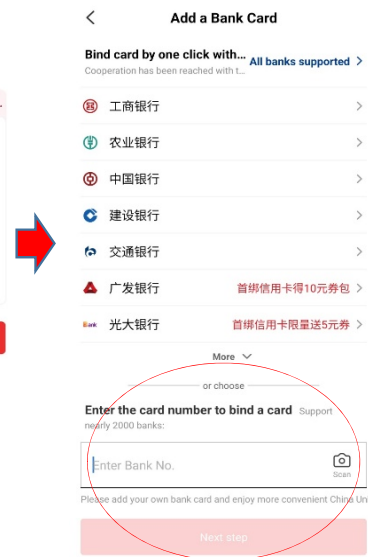 Add a Bank Card
Bind card by one click with... All banks supported
Cooperation has been reached with t...
工商银行
农业银行
中国银行
建设银行
交通银行
广发银行 首绑信用卡得10元券包
光大银行 首绑信用卡限量送5元券
More
or choose
Enter the card number to bind a card Support
nearly 2000 banks:
Enter Bank No.
Scan
Please add your own bank card and enjoy more convenient China Un
Next step